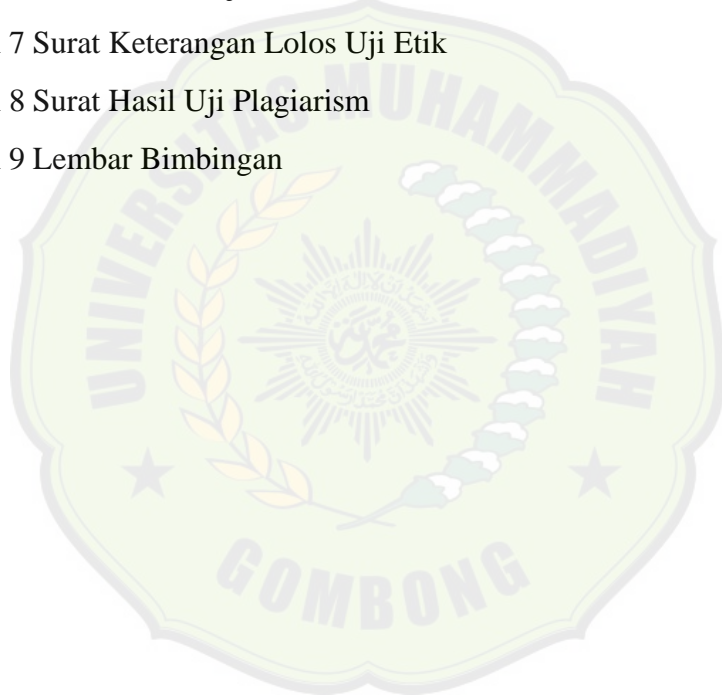 7 Surat Keterangan Lolos Uji Etik
8 Surat Hasil Uji Plagiarism
9 Lembar Bimbingan
UNIVERSITAS MUHAMMADIYAH
GOMBONG